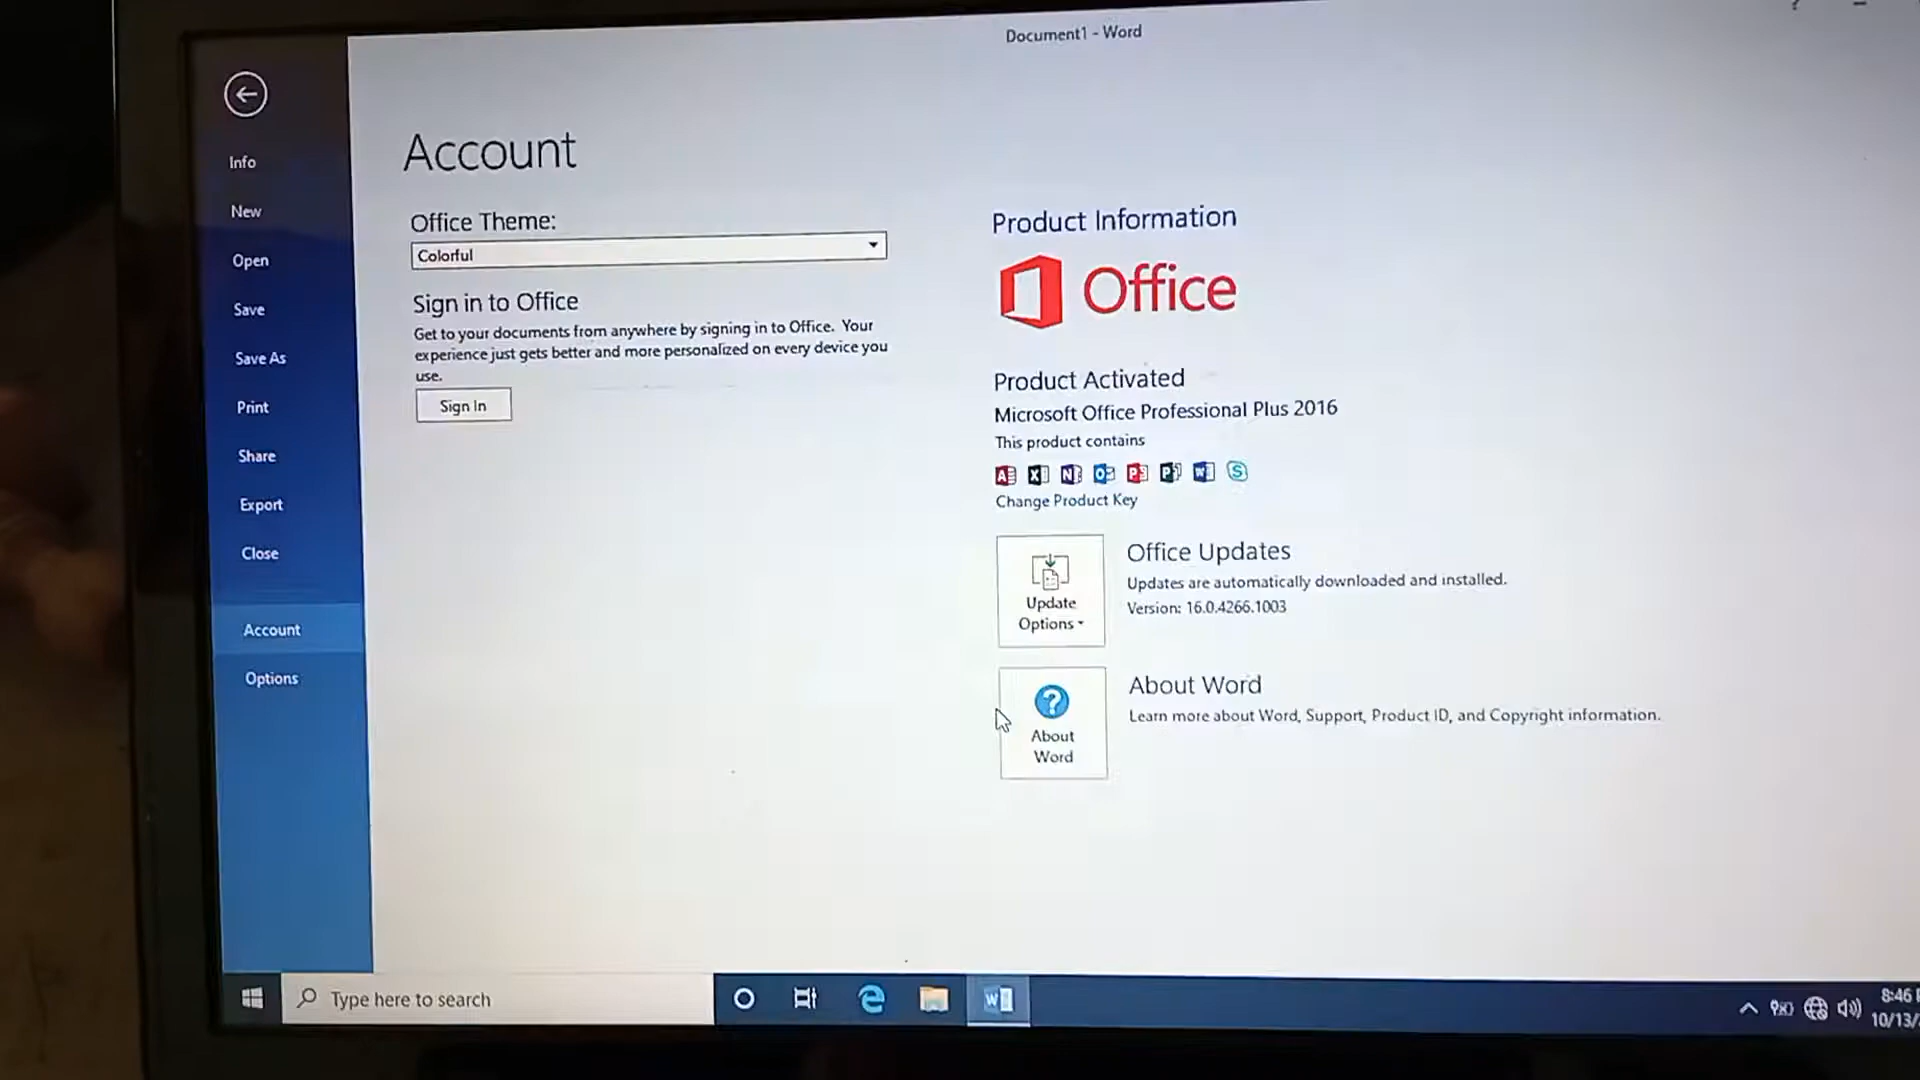 Document1 - Word
Info
New
Open
Save
Save As
Print
Share
Export
Close
Account
Options
Account
Office Theme:
Colorful
Sign in to Office
Get to your documents from anywhere by signing in to Office. Your
experience just gets better and more personalized on every device you
use.
Sign In
Product Information
Office
Product Activated
Microsoft Office Professional Plus 2016
This product contains
Change Product Key
Update
Options
Office Updates
Updates are automatically downloaded and installed.
Version: 16.0.4266.1003
About
Word
About Word
Learn more about Word, Support, Product ID, and Copyright information.
Type here to search
8:46
10/13/